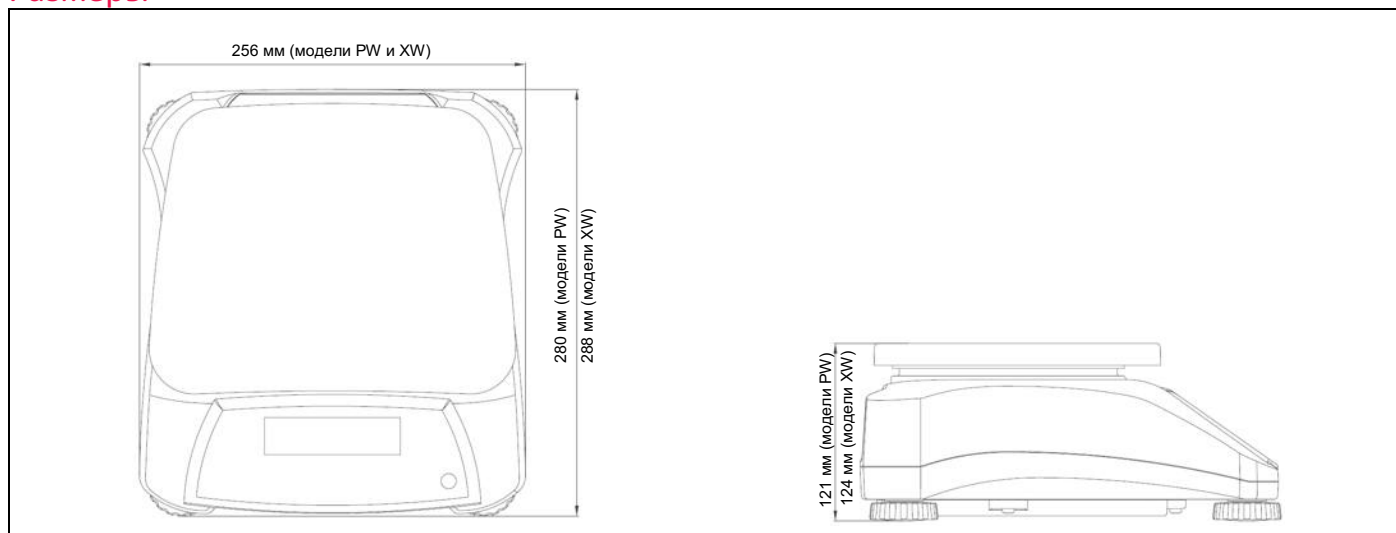 Размеры
256 мм (модели PW и XW)
280 мм (модели PW)
288 мм (модели XW)
121 мм (модели PW)
124 мм (модели XW)